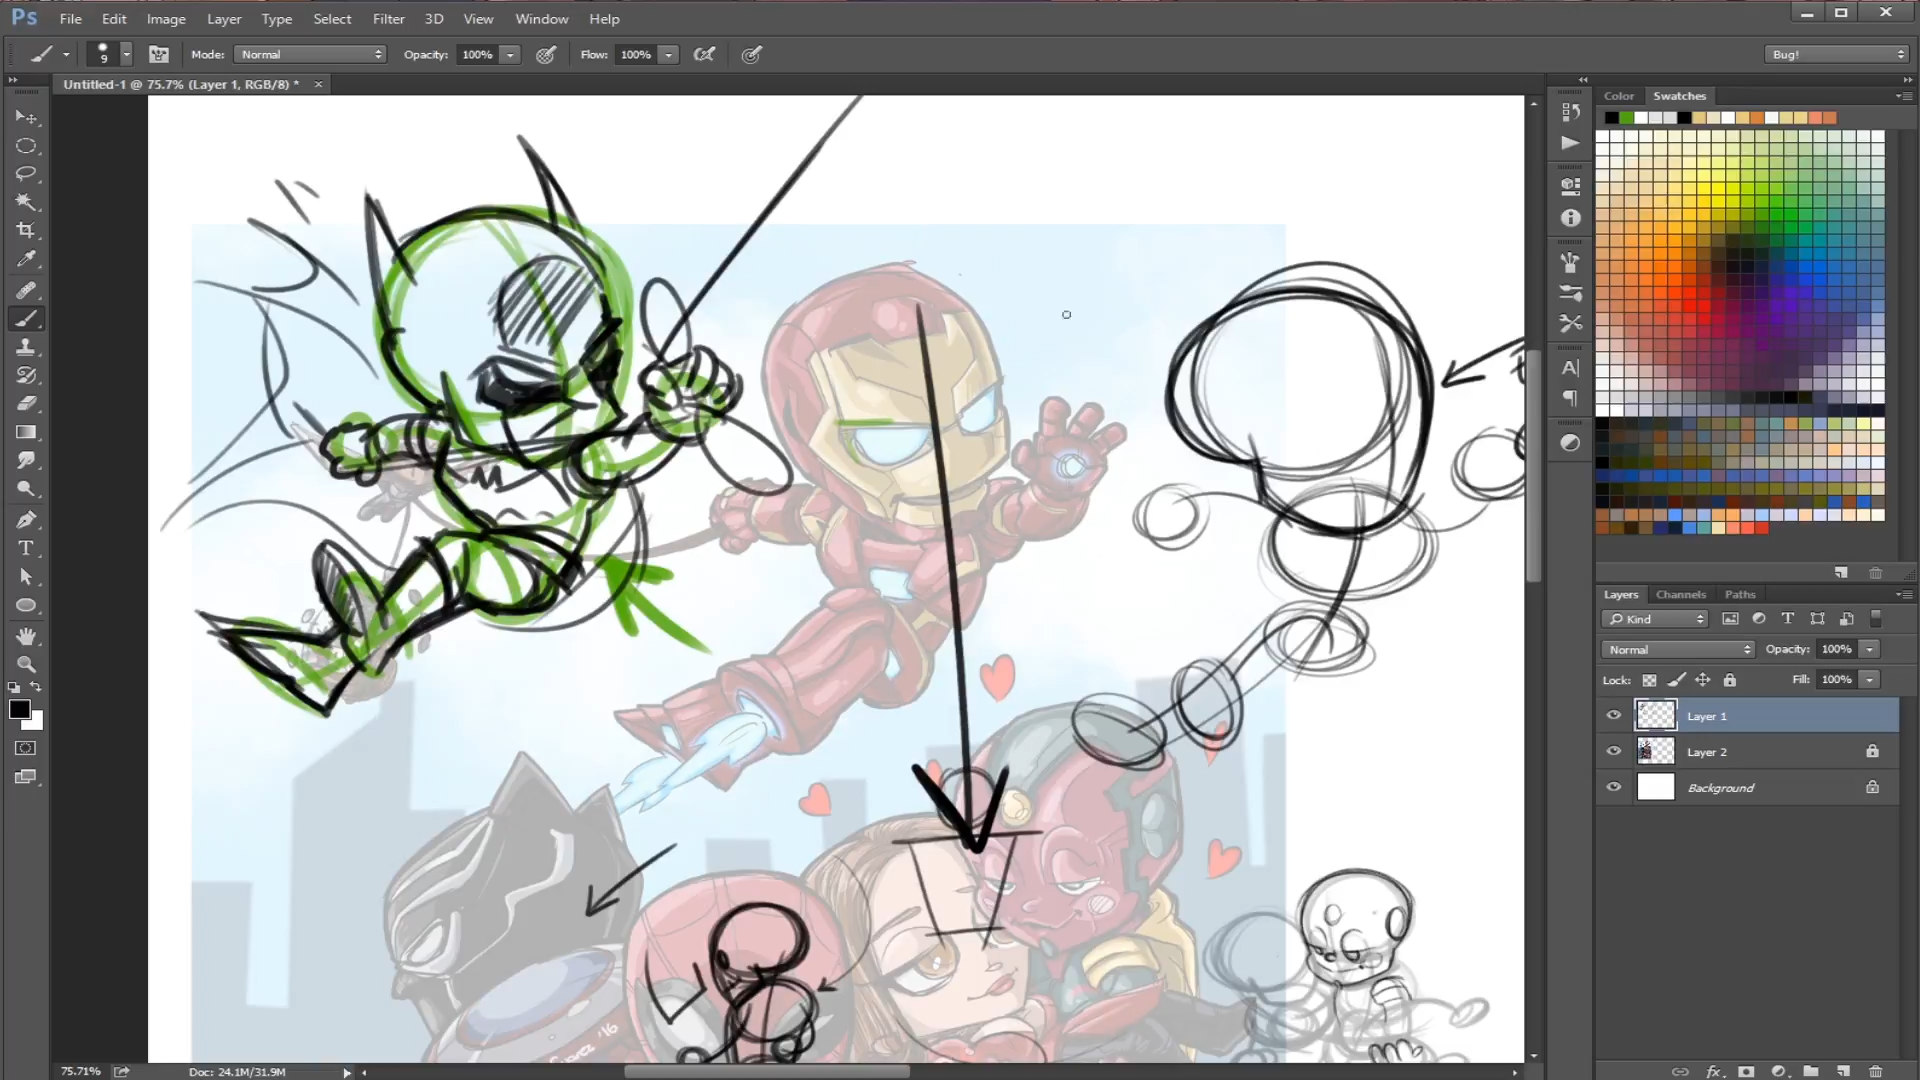 Ps File Edit Image Layer Type Select Filter 3D View Window Help
9 Mode: Normal Opacity: 100% Flow: 100% Bug!
Untitled-1 @ 75.7% (Layer 1, RGB/8) * ×
Color Swatches
Layers Channels Paths
Kind
Normal Opacity: 100%
Lock: Fill: 100%
Layer 1
Layer 2
Background
'16
75.71% Doc: 24.1M/31.9M